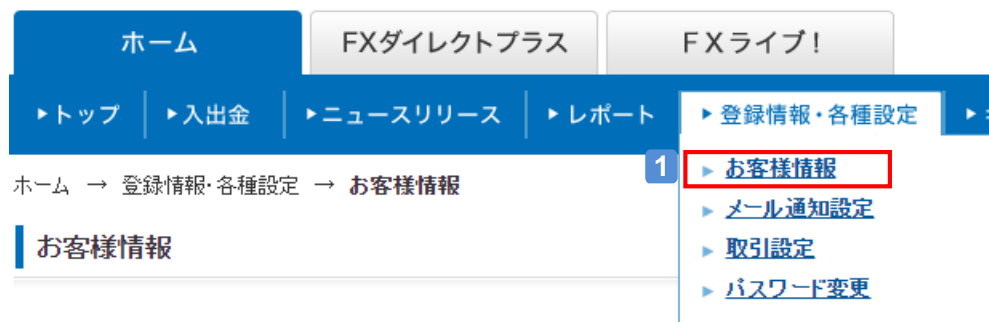 ホーム FXダイレクトプラス FXライブ!
▸トップ ▸入出金 ▸ニュースリリース ▸レポート ▸登録情報・各種設定
1 ▸お客様情報
ホーム → 登録情報・各種設定 → お客様情報
▸メール通知設定
お客様情報
▸取引設定
▸パスワード変更